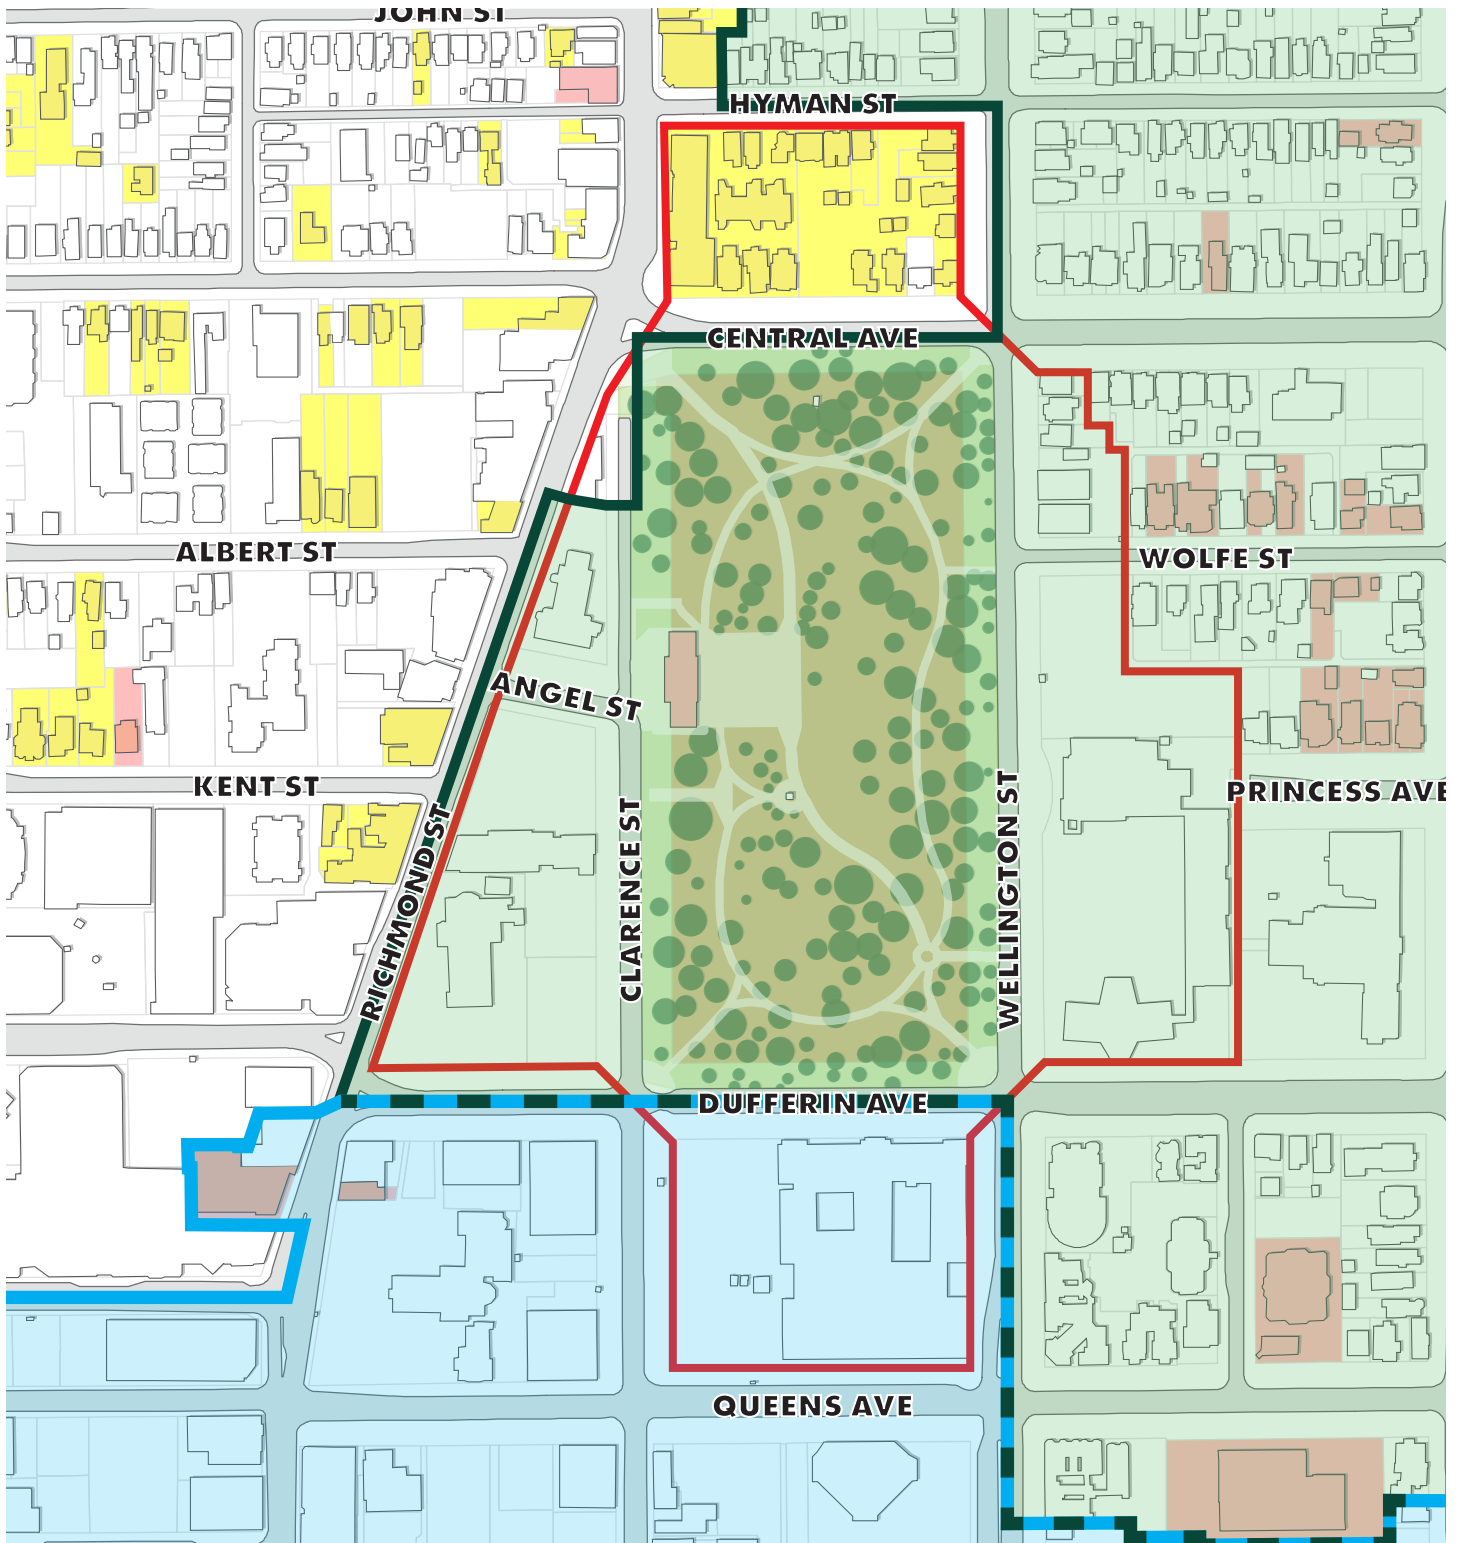 JOHN ST
HYMAN ST
CENTRAL AVE
ALBERT ST
WOLFE ST
ANGEL ST
KENT ST
PRINCESS AVE
RICHMOND ST
CLARENCE ST
WELLINGTON ST
DUFFERIN AVE
QUEENS AVE